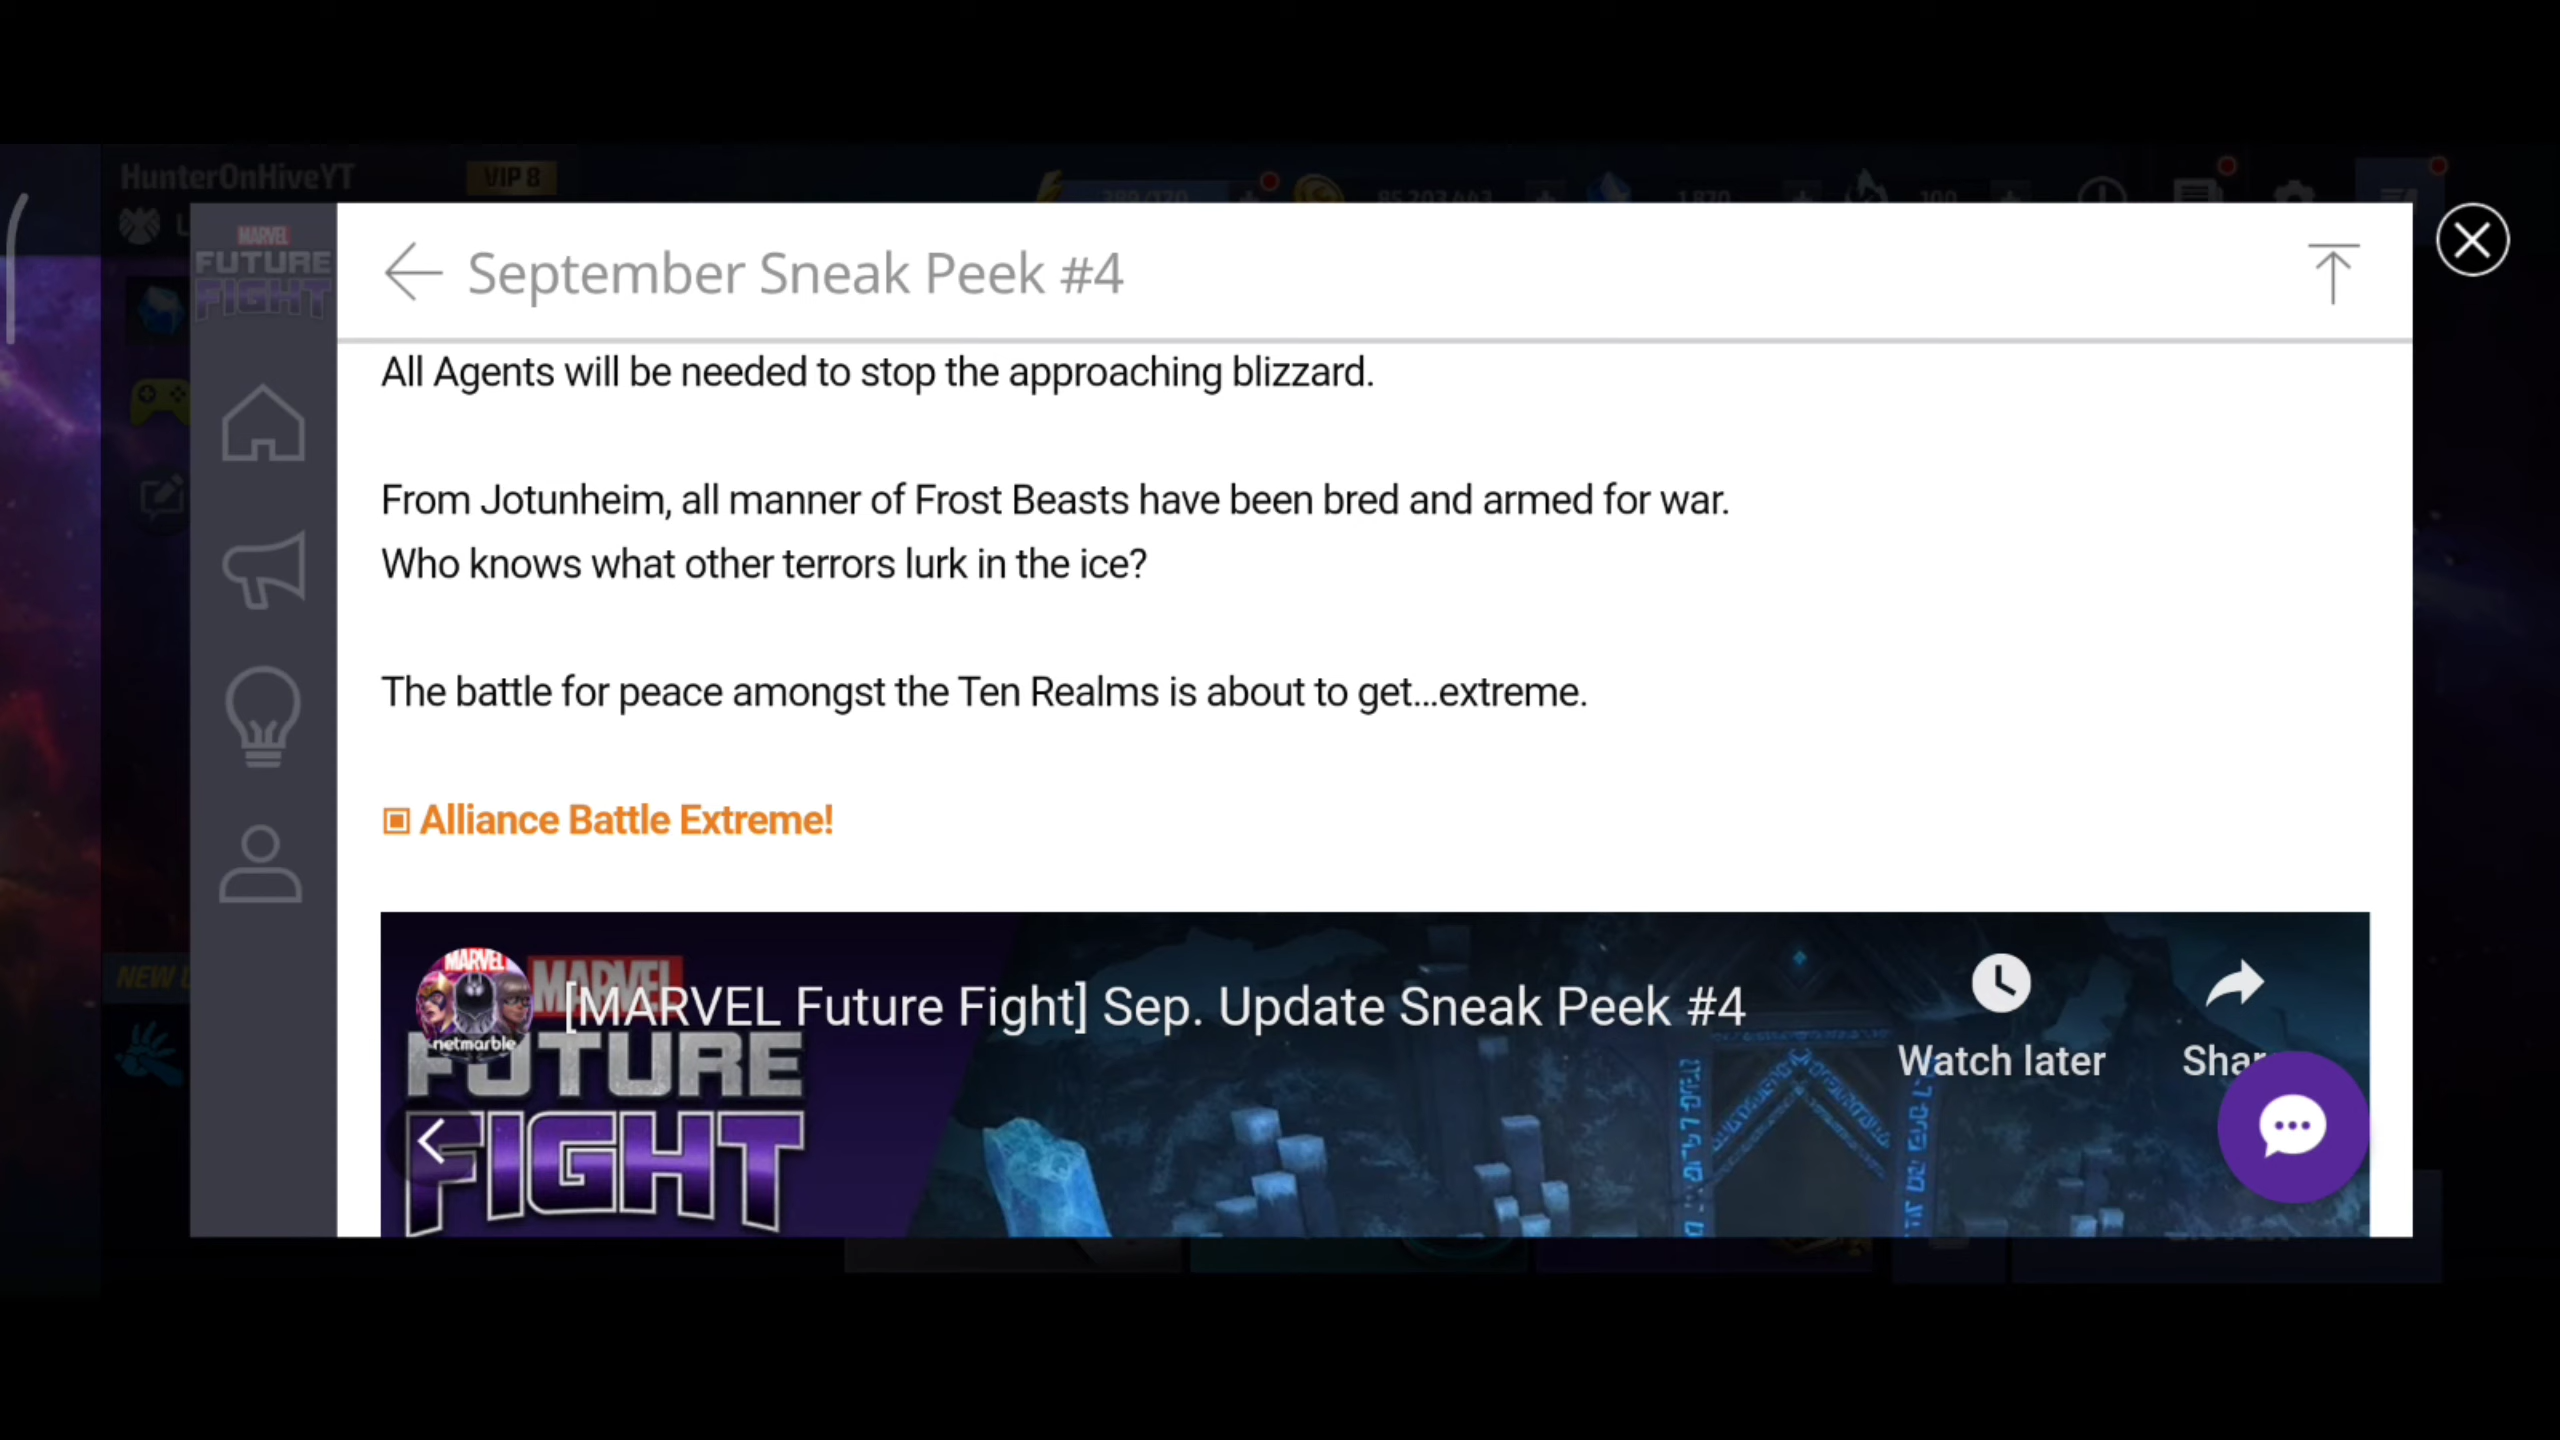 HunterOnHiveYT
VIP 8
MARVEL
FUTURE
FIGHT
September Sneak Peek #4
All Agents will be needed to stop the approaching blizzard.
From Jotunheim, all manner of Frost Beasts have been bred and armed for war.
Who knows what other terrors lurk in the ice?
The battle for peace amongst the Ten Realms is about to get...extreme.
Alliance Battle Extreme!
MARVEL
netmarble
[MARVEL Future Fight] Sep. Update Sneak Peek #4
Watch later
Shar
MARVEL
FUTURE
FIGHT
NEW